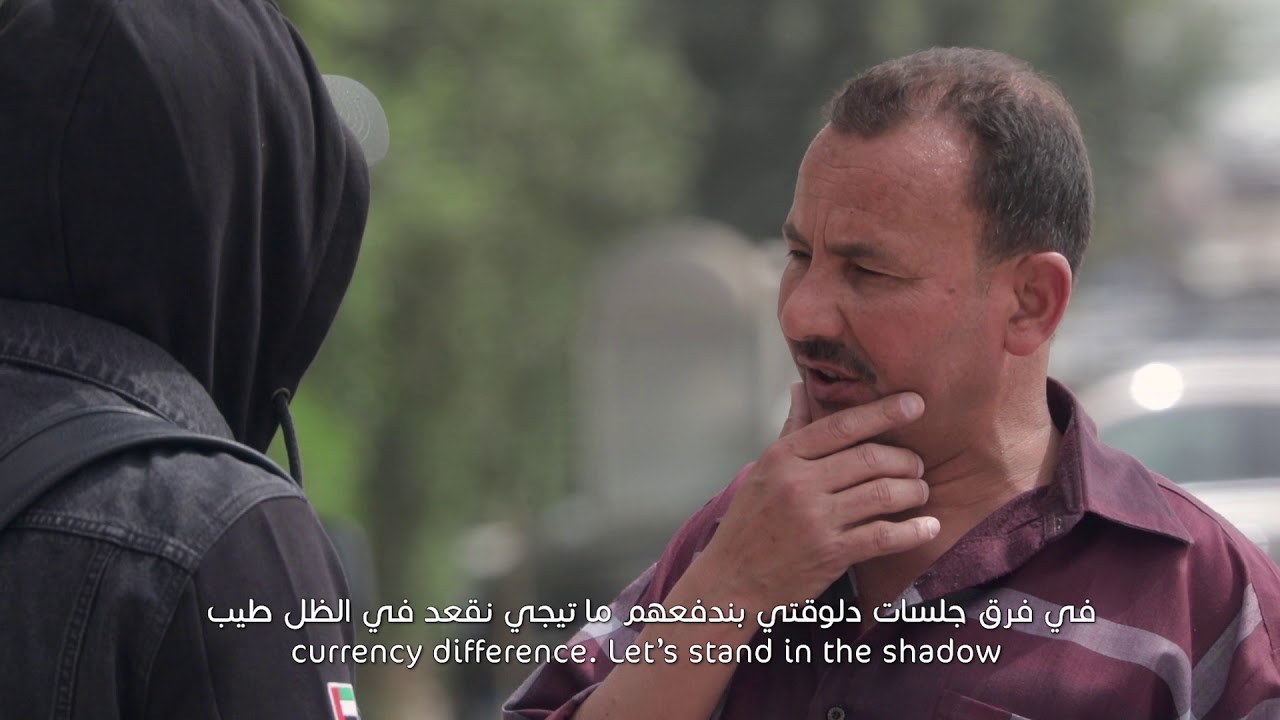 في فرق جلسات دلوقتي بندفعهم ما تيجي نقعد في الظل طيب
currency difference. Let's stand in the shadow